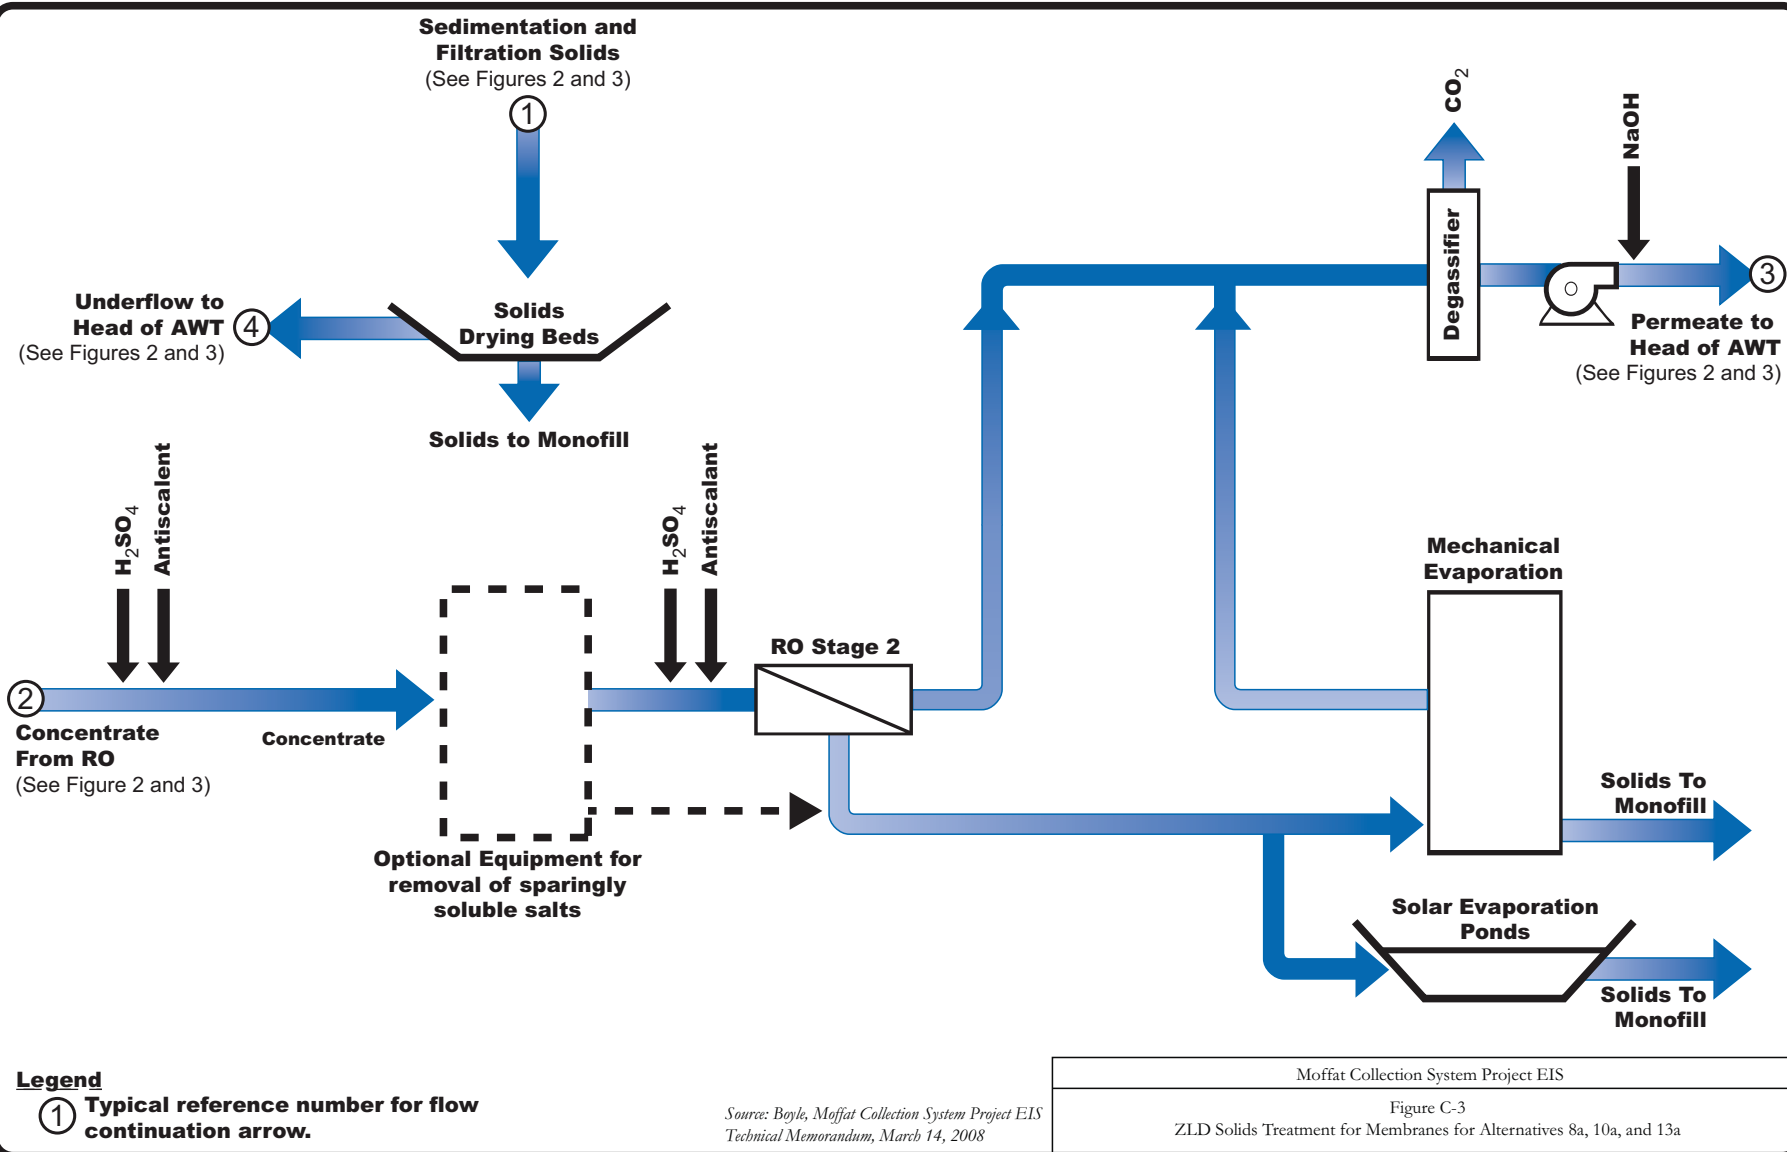 Sedimentation and
Filtration Solids
(See Figures 2 and 3)
1
CO2
NaOH
Degassifier
3
Permeate to
Head of AWT
(See Figures 2 and 3)
Underflow to
Head of AWT
(See Figures 2 and 3)
4
Solids
Drying Beds
Solids to Monofill
H2SO4
Antiscalent
H2SO4
Antiscalant
Mechanical
Evaporation
RO Stage 2
2
Concentrate
From RO
(See Figure 2 and 3)
Concentrate
Solids To
Monofill
Optional Equipment for
removal of sparingly
soluble salts
Solar Evaporation
Ponds
Solids To
Monofill
Legend
1
Typical reference number for flow
continuation arrow.
Source: Boyle, Moffat Collection System Project EIS
Technical Memorandum, March 14, 2008
Moffat Collection System Project EIS
Figure C-3
ZLD Solids Treatment for Membranes for Alternatives 8a, 10a, and 13a